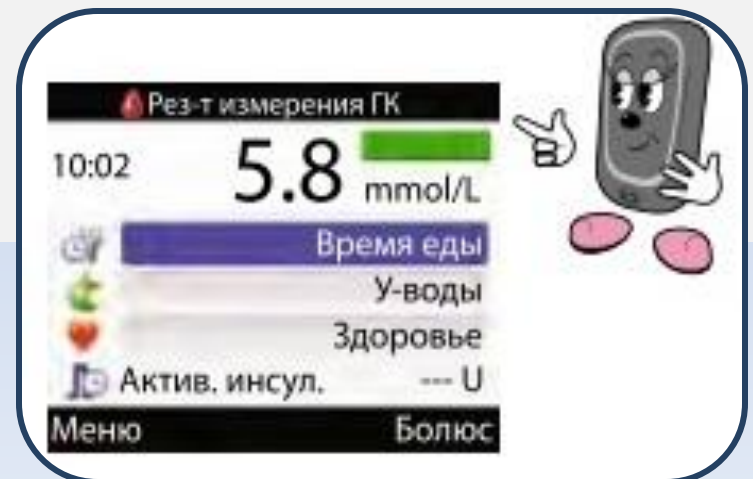 Рез-т измерения ГК
10:02 5.8 mmol/L
Время еды
У-воды
Здоровье
Актив. инсул. --- U
Меню Болюс